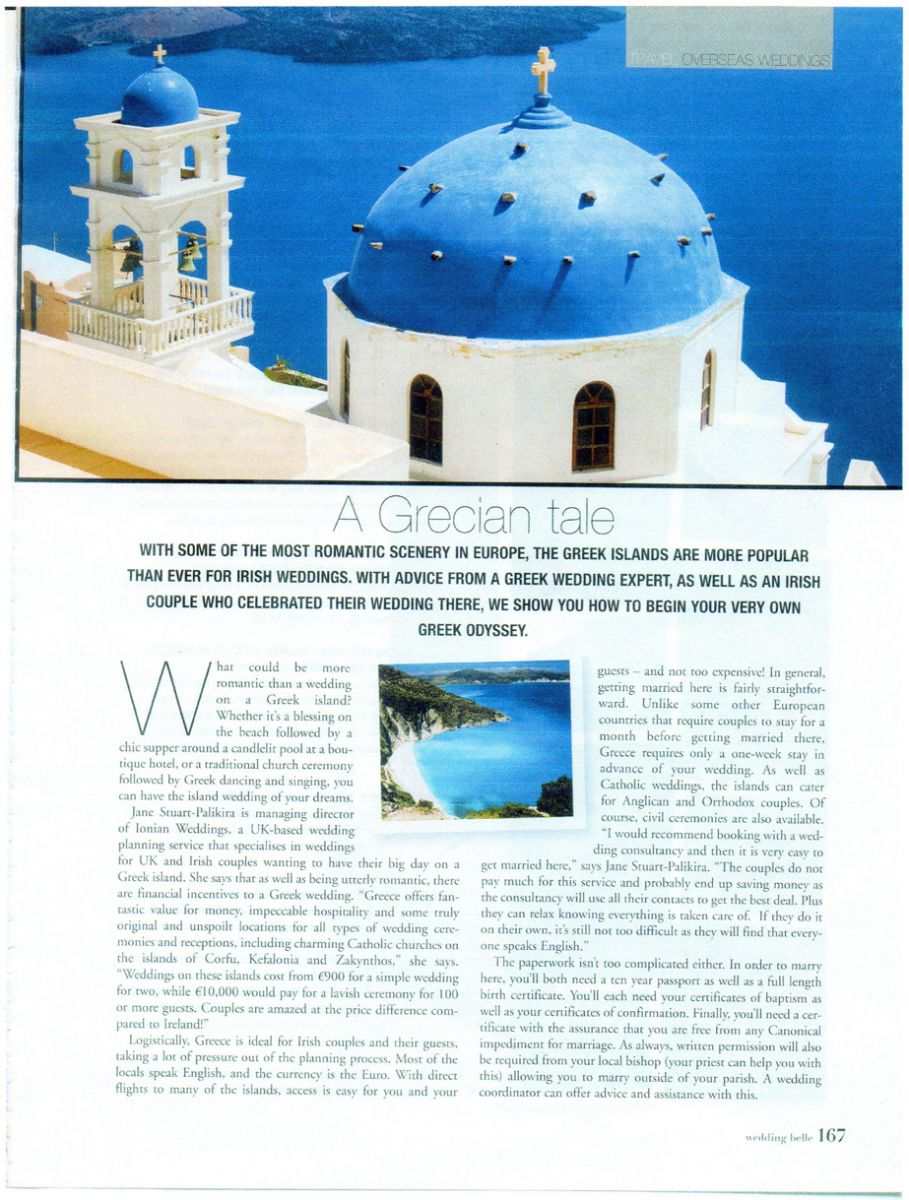 TRAVEL OVERSEAS WEDDINGS
A Grecian tale
WITH SOME OF THE MOST ROMANTIC SCENERY IN EUROPE, THE GREEK ISLANDS ARE MORE POPULAR
THAN EVER FOR IRISH WEDDINGS. WITH ADVICE FROM A GREEK WEDDING EXPERT, AS WELL AS AN IRISH
COUPLE WHO CELEBRATED THEIR WEDDING THERE, WE SHOW YOU HOW TO BEGIN YOUR VERY OWN
GREEK ODYSSEY.
What could be more
romantic than a wedding
on a Greek island?
Whether it's a blessing on
the beach followed by a
chic supper around a candlelit pool at a bou-
tique hotel, or a traditional church ceremony
followed by Greek dancing and singing, you
can have the island wedding of your dreams.
Jane Stuart-Palikira is managing director
of Ionian Weddings, a UK-based wedding
planning service that specialises in weddings
for UK and Irish couples wanting to have their big day on a
Greek island. She says that as well as being utterly romantic, there
are financial incentives to a Greek wedding. “Greece offers fan-
tastic value for money, impeccable hospitality and some truly
original and unspoilt locations for all types of wedding cere-
monies and receptions, including charming Catholic churches on
the islands of Corfu, Kefalonia and Zakynthos,” she says.
“Weddings on these islands cost from €900 for a simple wedding
for two, while €10,000 would pay for a lavish ceremony for 100
or more guests. Couples are amazed at the price difference com-
pared to Ireland!”
Logistically, Greece is ideal for Irish couples and their guests,
taking a lot of pressure out of the planning process. Most of the
locals speak English, and the currency is the Euro. With direct
flights to many of the islands, access is easy for you and your
guests – and not too expensive! In general,
getting married here is fairly straightfor-
ward. Unlike some other European
countries that require couples to stay for a
month before getting married there,
Greece requires only a one-week stay in
advance of your wedding. As well as
Catholic weddings, the islands can cater
for Anglican and Orthodox couples. Of
course, civil ceremonies are also available.
“I would recommend booking with a wed-
ding consultancy and then it is very easy to
get married here,” says Jane Stuart-Palikira. “The couples do not
pay much for this service and probably end up saving money as
the consultancy will use all their contacts to get the best deal. Plus
they can relax knowing everything is taken care of. If they do it
on their own, it's still not too difficult as they will find that every-
one speaks English.”
The paperwork isn't too complicated either. In order to marry
here, you'll both need a ten year passport as well as a full length
birth certificate. You'll each need your certificates of baptism as
well as your certificates of confirmation. Finally, you'll need a cer-
tificate with the assurance that you are free from any Canonical
impediment for marriage. As always, written permission will also
be required from your local bishop (your priest can help you with
this) allowing you to marry outside of your parish. A wedding
coordinator can offer advice and assistance with this.
wedding belle 167